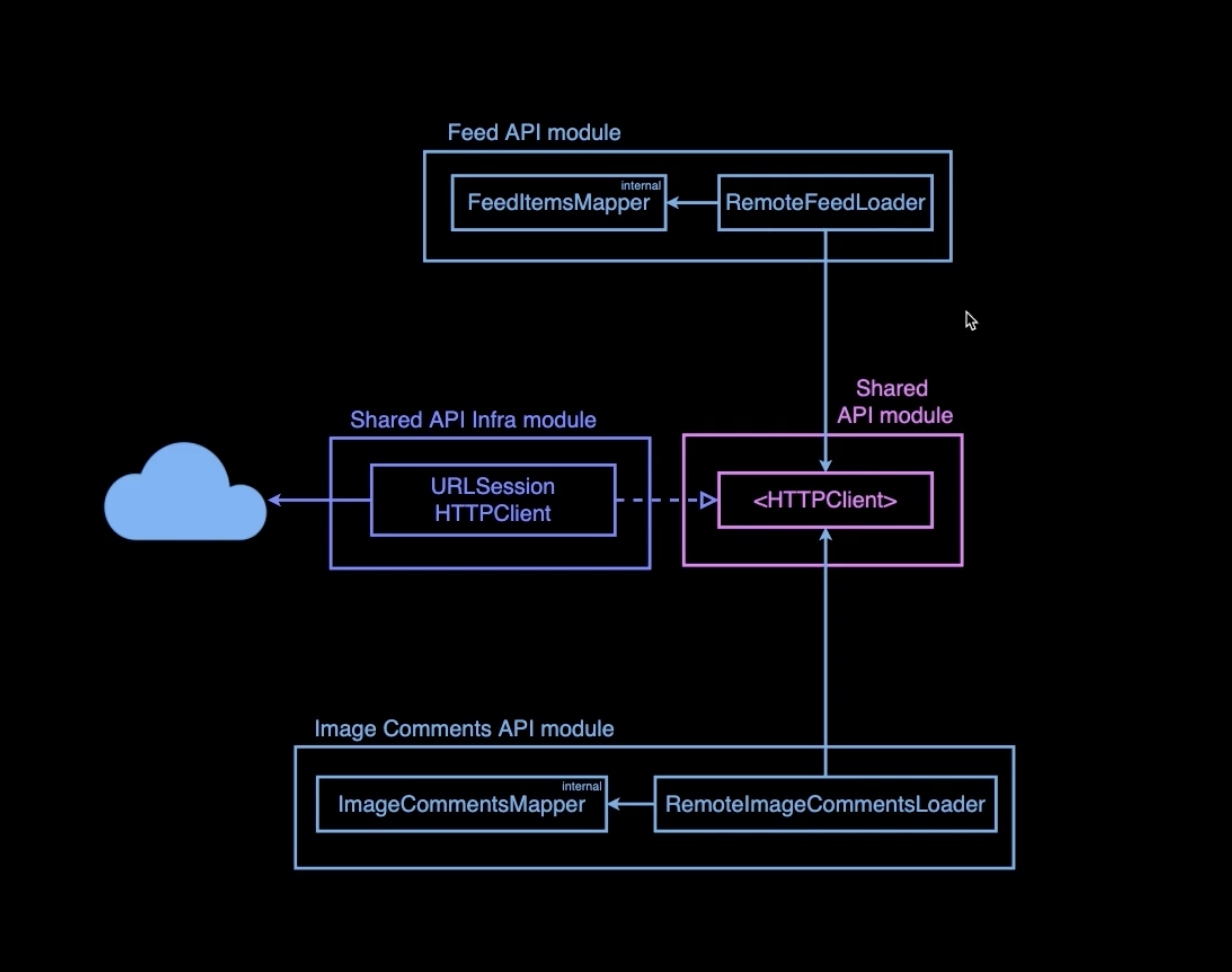 Feed API module
internal
FeedItemsMapper
RemoteFeedLoader
Shared
API module
Shared API Infra module
URLSession
HTTPClient
<HTTPClient>
Image Comments API module
internal
ImageCommentsMapper
RemoteImageCommentsLoader